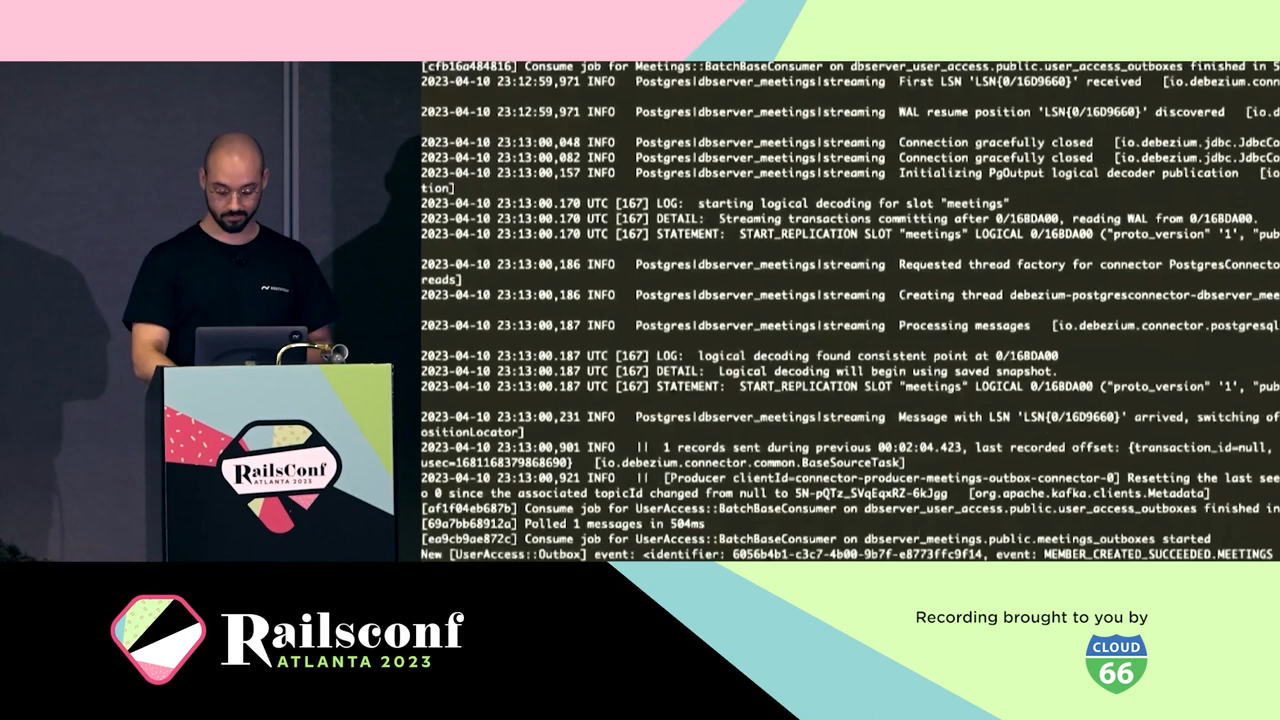 [cfb16a484816] Consume job for Meetings::BatchBaseConsumer on dbserver_user_access.public.user_access_outboxes finished in 5
2023-04-10 23:12:59,971 INFO   Postgres|dbserver_meetings|streaming  First LSN 'LSN{0/16D9660}' received   [io.debezium.con
2023-04-10 23:12:59,971 INFO   Postgres|dbserver_meetings|streaming  WAL resume position 'LSN{0/16D9660}' discovered   [io.d
2023-04-10 23:13:00,048 INFO   Postgres|dbserver_meetings|streaming  Connection gracefully closed   [io.debezium.jdbc.JdbcCo
2023-04-10 23:13:00,082 INFO   Postgres|dbserver_meetings|streaming  Connection gracefully closed   [io.debezium.jdbc.JdbcC
2023-04-10 23:13:00,157 INFO   Postgres|dbserver_meetings|streaming  Initializing PgOutput logical decoder publication   [io
tion]
2023-04-10 23:13:00.170 UTC [167] LOG:  starting logical decoding for slot "meetings"
2023-04-10 23:13:00.170 UTC [167] DETAIL:  Streaming transactions committing after 0/16BDA00, reading WAL from 0/16BDA00.
2023-04-10 23:13:00.170 UTC [167] STATEMENT:  START_REPLICATION SLOT "meetings" LOGICAL 0/16BDA00 ("proto_version" '1', "pub
2023-04-10 23:13:00,186 INFO   Postgres|dbserver_meetings|streaming  Requested thread factory for connector PostgresConnecto
reads]
2023-04-10 23:13:00,186 INFO   Postgres|dbserver_meetings|streaming  Creating thread debezium-postgresconnector-dbserver_mee
2023-04-10 23:13:00,187 INFO   Postgres|dbserver_meetings|streaming  Processing messages   [io.debezium.connector.postgresql
2023-04-10 23:13:00.187 UTC [167] LOG:  logical decoding found consistent point at 0/16BDA00
2023-04-10 23:13:00.187 UTC [167] DETAIL:  Logical decoding will begin using saved snapshot.
2023-04-10 23:13:00.187 UTC [167] STATEMENT:  START_REPLICATION SLOT "meetings" LOGICAL 0/16BDA00 ("proto_version" '1', "pub
2023-04-10 23:13:00,231 INFO   Postgres|dbserver_meetings|streaming  Message with LSN 'LSN{0/16D9660}' arrived, switching of
ositionLocator]
2023-04-10 23:13:00,901 INFO   ||  1 records sent during previous 00:02:04.423, last recorded offset: {transaction_id=null,
usec=1681168379868690}   [io.debezium.connector.common.BaseSourceTask]
2023-04-10 23:13:00,921 INFO   ||  [Producer clientId=connector-producer-meetings-outbox-connector-0] Resetting the last see
o 0 since the associated topicId changed from null to 5N-pQTz_SVqEqxRZ-6kJgg   [org.apache.kafka.clients.Metadata]
[af1f04eb687b] Consume job for UserAccess::BatchBaseConsumer on dbserver_user_access.public.user_access_outboxes finished in
[69a7bb68912a] Polled 1 messages in 504ms
[ea9cb9ae872c] Consume job for UserAccess::BatchBaseConsumer on dbserver_meetings.public.meetings_outboxes started
New [UserAccess::Outbox] event: <identifier: 6056b4b1-c3c7-4b00-9b7f-e8773ffc9f14, event: MEMBER_CREATED_SUCCEEDED.MEETINGS
RailsConf
ATLANTA 2023
Railsconf
ATLANTA 2023
Recording brought to you by
CLOUD
66